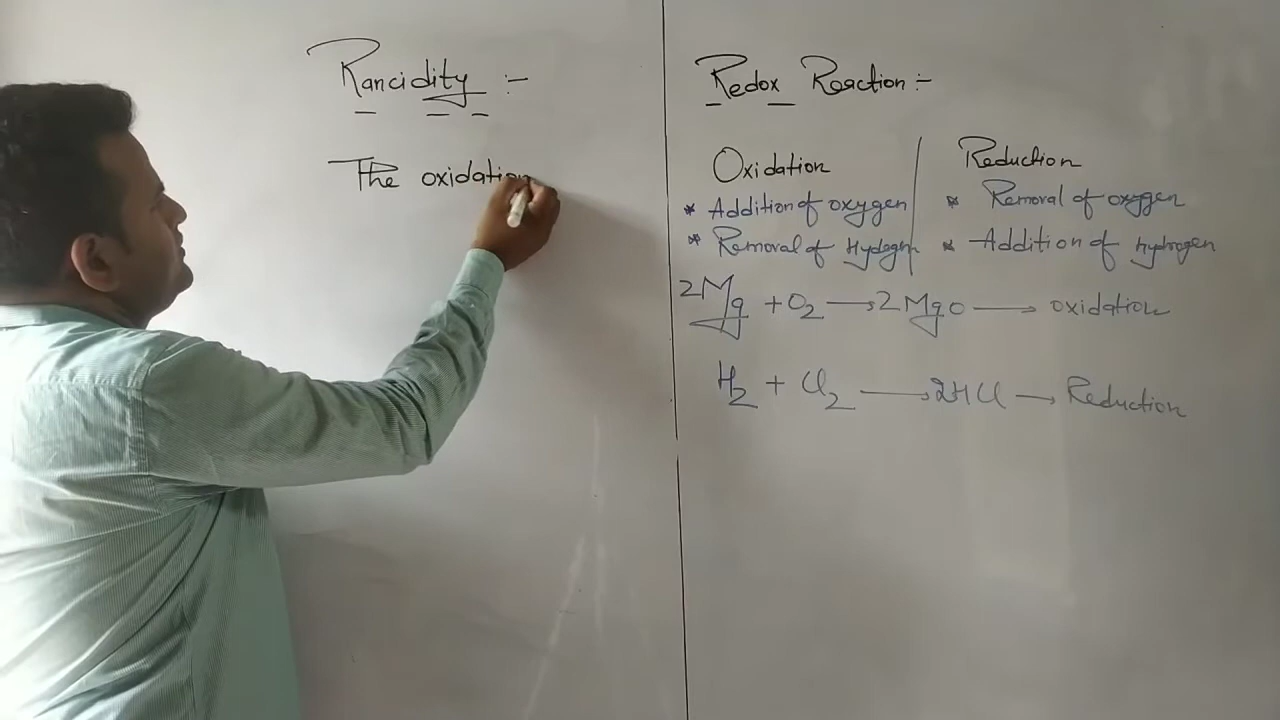 Rancidity :-
The oxidation
Redox Reaction :-
Oxidation
Reduction
* Addition of oxygen
* Removal of oxygen
* Removal of Hydegen
* Addition of Hydrogen
2Mg + O2 → 2MgO → oxidation
H2 + Cl2 → 2HCl → Reduction